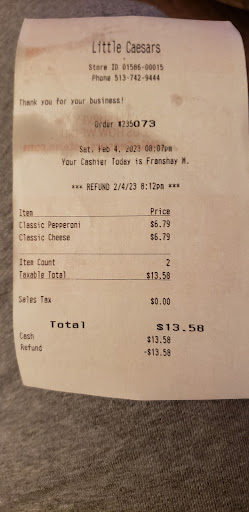 Little Caesars
Store ID 01586-00015
Phone 513-742-9444
Thank you for your business!
Order #235073
Sat. Feb 4, 2023 08:07pm
Your Cashier Today is Franshay M.
*** REFUND 2/4/23 8:12pm ***
Item Price
Classic Pepperoni $6.79
Classic Cheese $6.79
Item Count 2
Taxable Total $13.58
Sales Tax $0.00
Total $13.58
Cash $13.58
Refund -$13.58